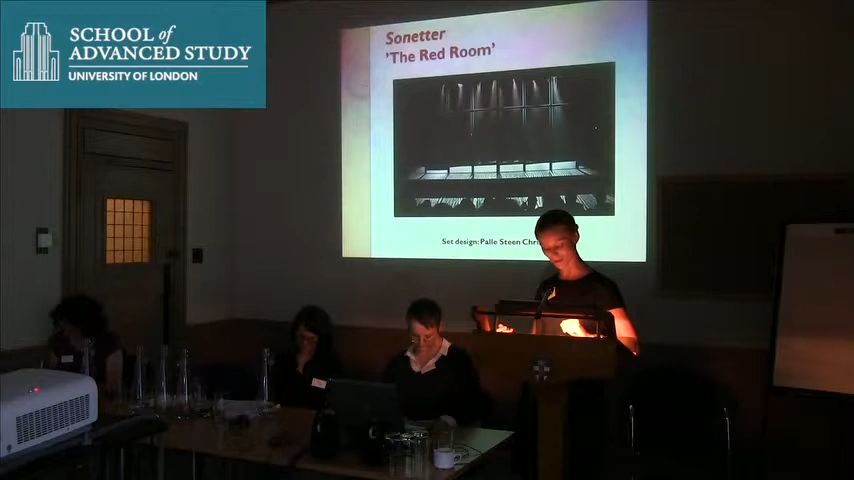 SCHOOL of
ADVANCED STUDY
UNIVERSITY OF LONDON
Sonetter
'The Red Room'
Set design: Palle Steen